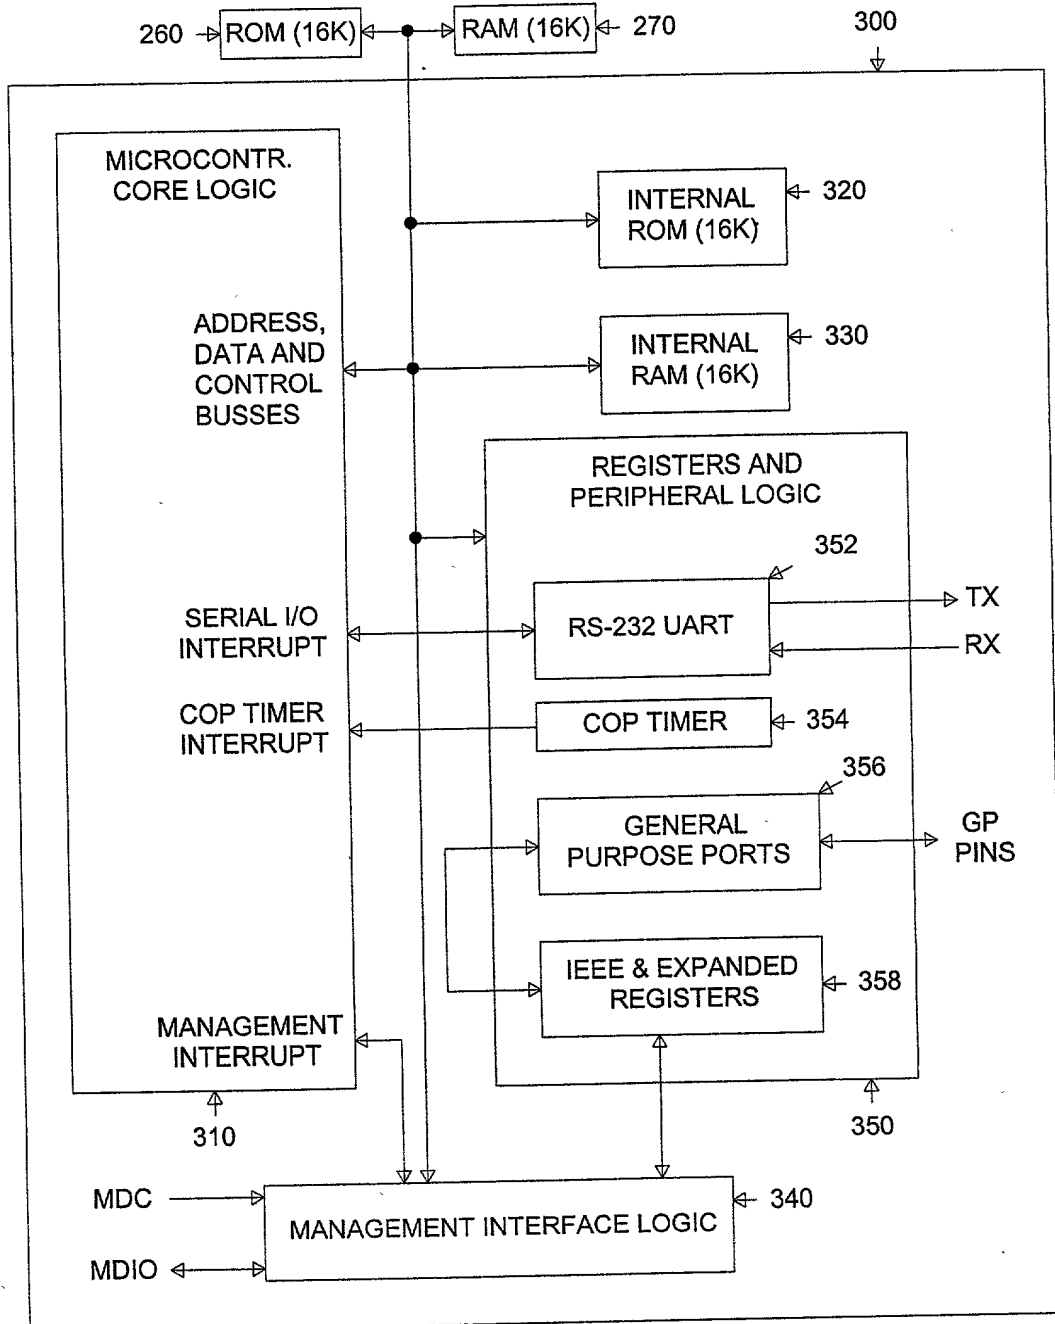 260
ROM (16K)
RAM (16K)
270
300
MICROCONTR.
CORE LOGIC
INTERNAL
ROM (16K)
320
ADDRESS,
DATA AND
CONTROL
BUSSES
INTERNAL
RAM (16K)
330
REGISTERS AND
PERIPHERAL LOGIC
352
SERIAL I/O
INTERRUPT
RS-232 UART
TX
RX
COP TIMER
INTERRUPT
COP TIMER
354
356
GENERAL
PURPOSE PORTS
GP
PINS
IEEE & EXPANDED
REGISTERS
358
MANAGEMENT
INTERRUPT
310
350
MDC
MDIO
MANAGEMENT INTERFACE LOGIC
340